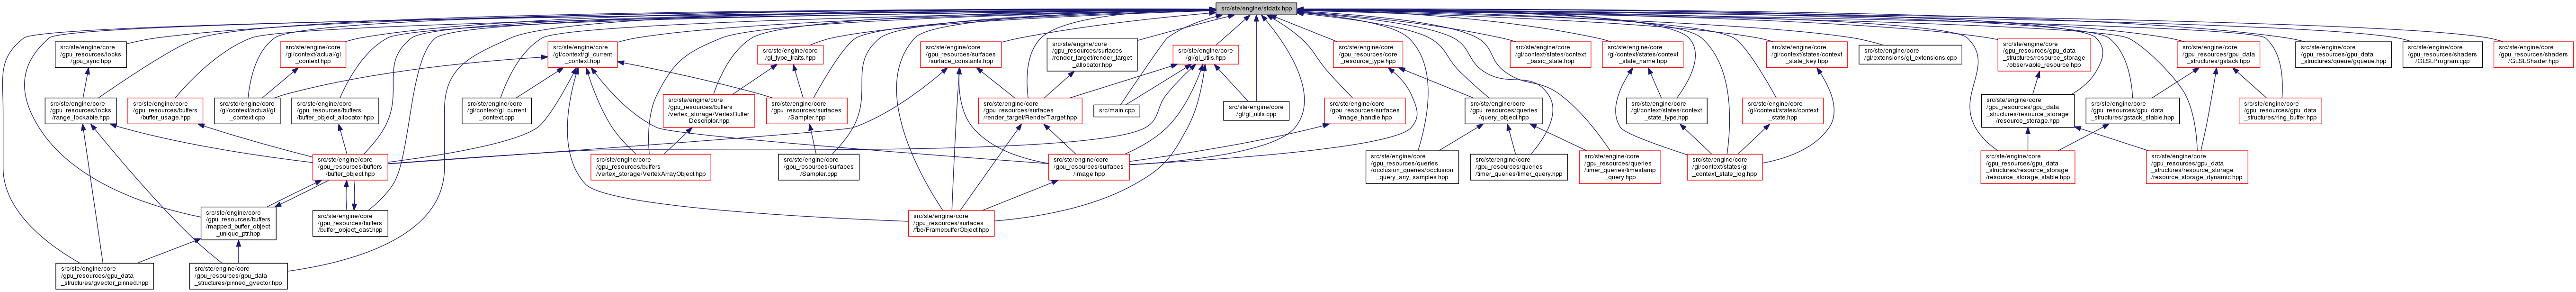 src/ste/engine/stdafx.hpp
src/ste/engine/core
/gpu_resources/locks
/gpu_sync.hpp
src/ste/engine/core
/gl/context/actual/gl
_context.hpp
src/ste/engine/core
/gl/context/gl_current
_context.hpp
src/ste/engine/core
/gl_type_traits.hpp
src/ste/engine/core
/gpu_resources/surfaces
/surface_constants.hpp
src/ste/engine/core
/gpu_resources/surfaces
/render_target/render_target
_allocator.hpp
src/ste/engine/core
/gl/gl_utils.hpp
src/ste/engine/core
/gpu_resources/core
/resource_type.hpp
src/ste/engine/core
/gl/context/states/context
_basic_state.hpp
src/ste/engine/core
/gl/context/states/context
_state_name.hpp
src/ste/engine/core
/gl/context/states/context
_state_key.hpp
src/ste/engine/core
/gl/extensions/gl_extensions.cpp
src/ste/engine/core
/gpu_resources/gpu_data
_structures/resource_storage
/observable_resource.hpp
src/ste/engine/core
/gpu_resources/gpu_data
_structures/gstack.hpp
src/ste/engine/core
/gpu_resources/gpu_data
_structures/queue/gqueue.hpp
src/ste/engine/core
/gpu_resources/shaders
/GLSLProgram.cpp
src/ste/engine/core
/gpu_resources/shaders
/GLSLShader.hpp
src/ste/engine/core
/gpu_resources/locks
/range_lockable.hpp
src/ste/engine/core
/gpu_resources/buffers
/buffer_usage.hpp
src/ste/engine/core
/gl/context/actual/gl
_context.cpp
src/ste/engine/core
/gpu_resources/buffers
/buffer_object_allocator.hpp
src/ste/engine/core
/gl/context/gl_current
_context.cpp
src/ste/engine/core
/gpu_resources/buffers
/vertex_storage/VertexBuffer
Descriptor.hpp
src/ste/engine/core
/gpu_resources/surfaces
/Sampler.hpp
src/ste/engine/core
/gpu_resources/surfaces
/render_target/RenderTarget.hpp
src/main.cpp
src/ste/engine/core
/gl/gl_utils.cpp
src/ste/engine/core
/gpu_resources/surfaces
/image_handle.hpp
src/ste/engine/core
/gpu_resources/queries
/query_object.hpp
src/ste/engine/core
/gl/context/states/context
_state_type.hpp
src/ste/engine/core
/gl/context/states/context
_state.hpp
src/ste/engine/core
/gpu_resources/gpu_data
_structures/resource_storage
/resource_storage.hpp
src/ste/engine/core
/gpu_resources/gpu_data
_structures/gstack_stable.hpp
src/ste/engine/core
/gpu_resources/gpu_data
_structures/ring_buffer.hpp
src/ste/engine/core
/gpu_resources/buffers
/buffer_object.hpp
src/ste/engine/core
/gpu_resources/buffers
/vertex_storage/VertexArrayObject.hpp
src/ste/engine/core
/gpu_resources/surfaces
/Sampler.cpp
src/ste/engine/core
/gpu_resources/surfaces
/image.hpp
src/ste/engine/core
/gpu_resources/queries
/occlusion_queries/occlusion
_query_any_samples.hpp
src/ste/engine/core
/gpu_resources/queries
/timer_queries/timer_query.hpp
src/ste/engine/core
/gpu_resources/queries
/timer_queries/timestamp
_query.hpp
src/ste/engine/core
/gl/context/states/gl
_context_state_log.hpp
src/ste/engine/core
/gpu_resources/gpu_data
_structures/resource_storage
/resource_storage_stable.hpp
src/ste/engine/core
/gpu_resources/gpu_data
_structures/resource_storage
/resource_storage_dynamic.hpp
src/ste/engine/core
/gpu_resources/buffers
/mapped_buffer_object
_unique_ptr.hpp
src/ste/engine/core
/gpu_resources/buffers
/buffer_object_cast.hpp
src/ste/engine/core
/gpu_resources/surfaces
/fbo/FramebufferObject.hpp
src/ste/engine/core
/gpu_resources/gpu_data
_structures/gvector_pinned.hpp
src/ste/engine/core
/gpu_resources/gpu_data
_structures/pinned_gvector.hpp